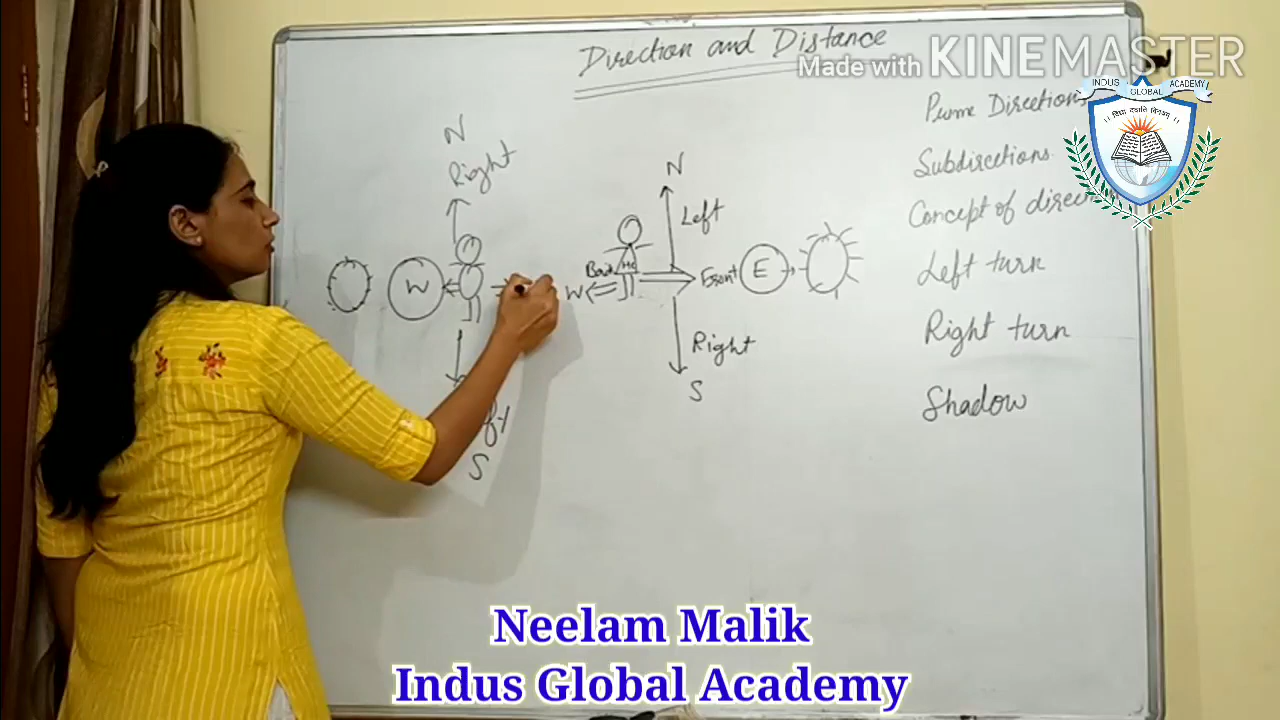 Direction and Distance
Made with KINEMASTER
INDUS GLOBAL ACADEMY
Prime Directions
Subdirections
Concept of direc
Left turn
Right turn
Shadow
N
Right
W
S
N
Left
Back
Me
Front
E
W
Right
S
Neelam Malik
Indus Global Academy